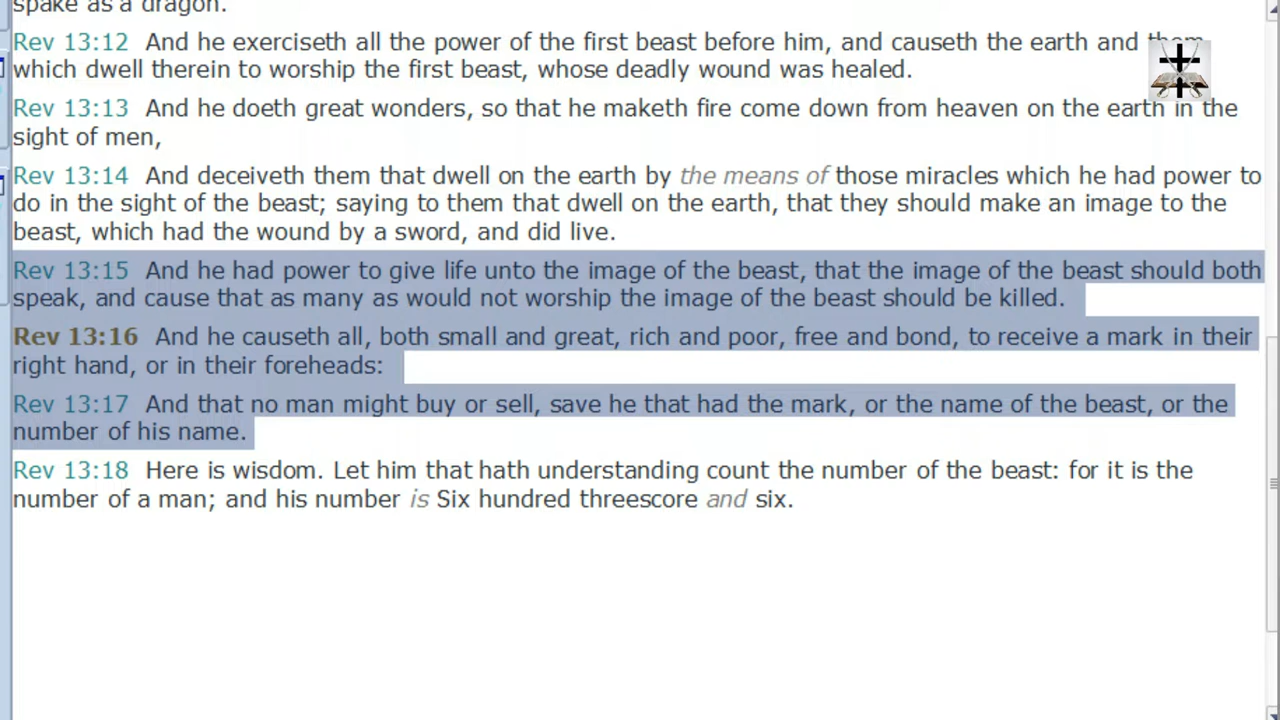 spake as a dragon.
Rev 13:12 And he exerciseth all the power of the first beast before him, and causeth the earth and them
which dwell therein to worship the first beast, whose deadly wound was healed.
Rev 13:13 And he doeth great wonders, so that he maketh fire come down from heaven on the earth in the
sight of men,
Rev 13:14 And deceiveth them that dwell on the earth by the means of those miracles which he had power to
do in the sight of the beast; saying to them that dwell on the earth, that they should make an image to the
beast, which had the wound by a sword, and did live.
Rev 13:15 And he had power to give life unto the image of the beast, that the image of the beast should both
speak, and cause that as many as would not worship the image of the beast should be killed.
Rev 13:16 And he causeth all, both small and great, rich and poor, free and bond, to receive a mark in their
right hand, or in their foreheads:
Rev 13:17 And that no man might buy or sell, save he that had the mark, or the name of the beast, or the
number of his name.
Rev 13:18 Here is wisdom. Let him that hath understanding count the number of the beast: for it is the
number of a man; and his number is Six hundred threescore and six.